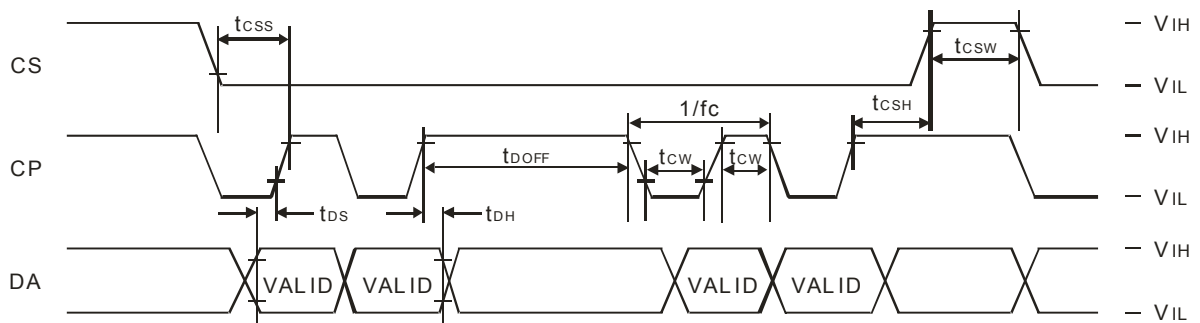 tCSS
VIH
CS
tCSW
VIL
1/fc
tCSH
VIH
CP
tDOFF
tCW
tCW
VIL
tDS
tDH
VIH
DA
VALID
VALID
VALID
VALID
VIL